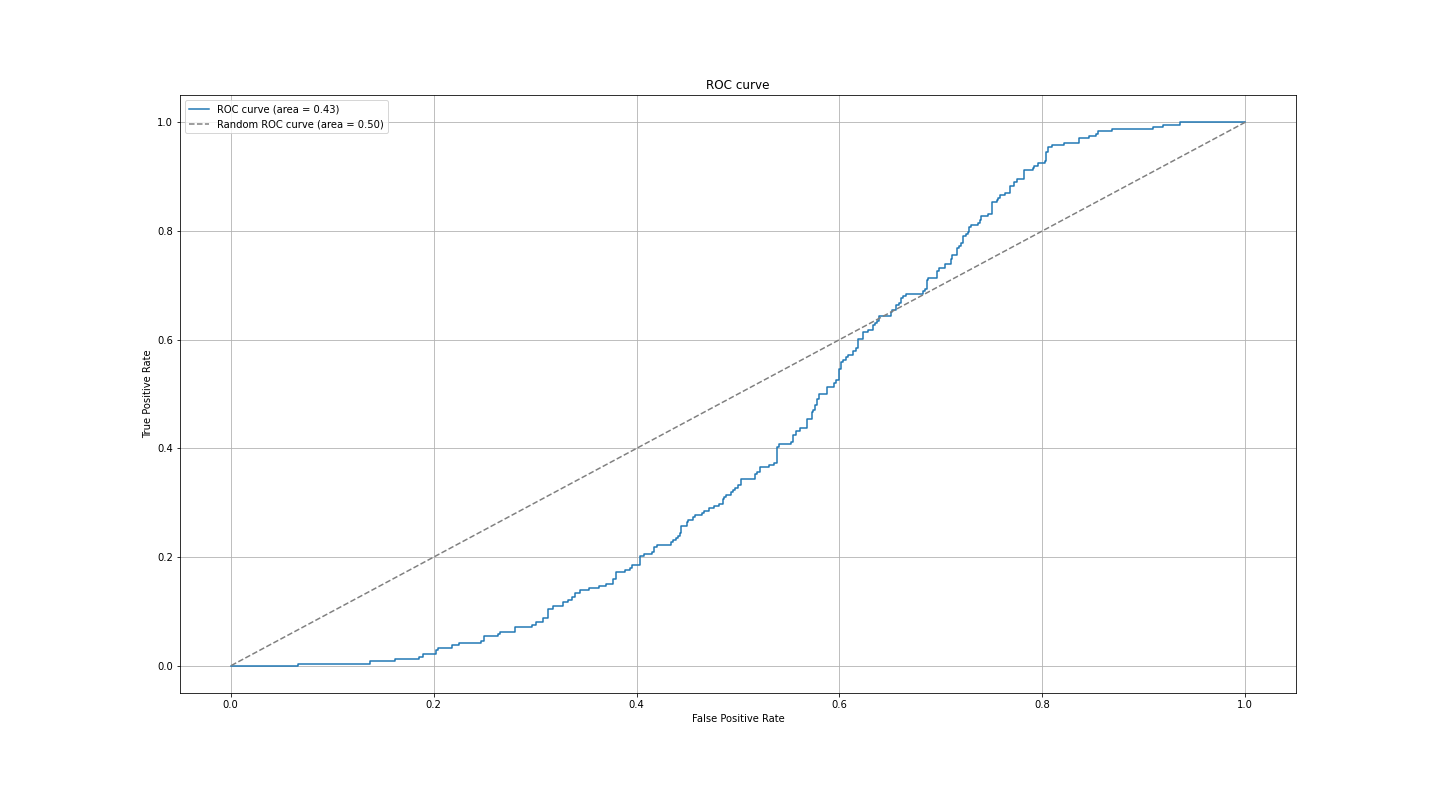 ROC curve
ROC curve (area = 0.43)
Random ROC curve (area = 0.50)
1.0
0.8
0.6
0.4
0.2
0.0
True Positive Rate
0.0 0.2 0.4 0.6 0.8 1.0
False Positive Rate